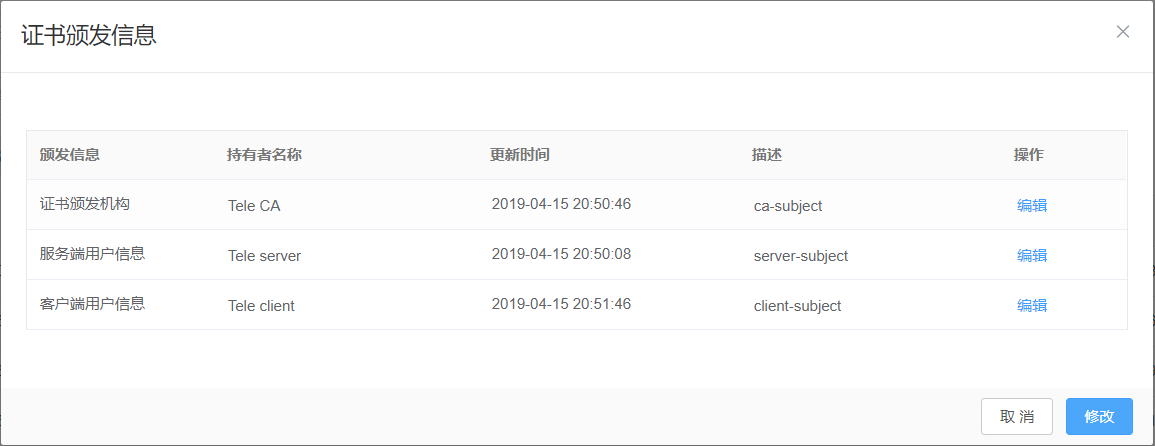 证书颁发信息
颁发信息 持有者名称 更新时间 描述 操作
证书颁发机构 Tele CA 2019-04-15 20:50:46 ca-subject 编辑
服务端用户信息 Tele server 2019-04-15 20:50:08 server-subject 编辑
客户端用户信息 Tele client 2019-04-15 20:51:46 client-subject 编辑
取 消 修改